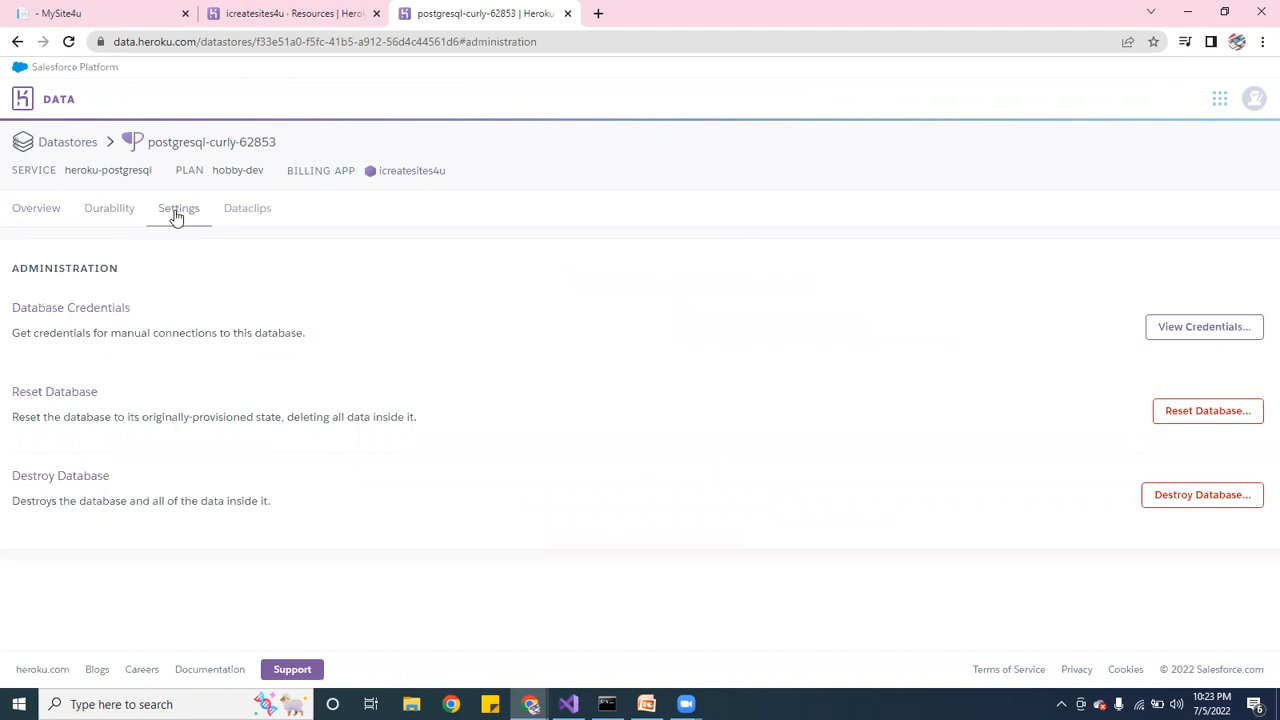 - MySite4u
icreatesites4u · Resources | Hero
postgresql-curly-62853 | Heroku
data.heroku.com/datastores/f33e51a0-f5fc-41b5-a912-56d4c44561d6#administration
Salesforce Platform
DATA
Datastores postgresql-curly-62853
SERVICE heroku-postgresql PLAN hobby-dev BILLING APP icreatesites4u
Overview Durability Settings Dataclips
ADMINISTRATION
Database Credentials
Get credentials for manual connections to this database.
View Credentials...
Reset Database
Reset the database to its originally-provisioned state, deleting all data inside it.
Reset Database...
Destroy Database
Destroys the database and all of the data inside it.
Destroy Database...
heroku.com Blogs Careers Documentation Support Terms of Service Privacy Cookies © 2022 Salesforce.com
Type here to search
10:23 PM
7/5/2022
6